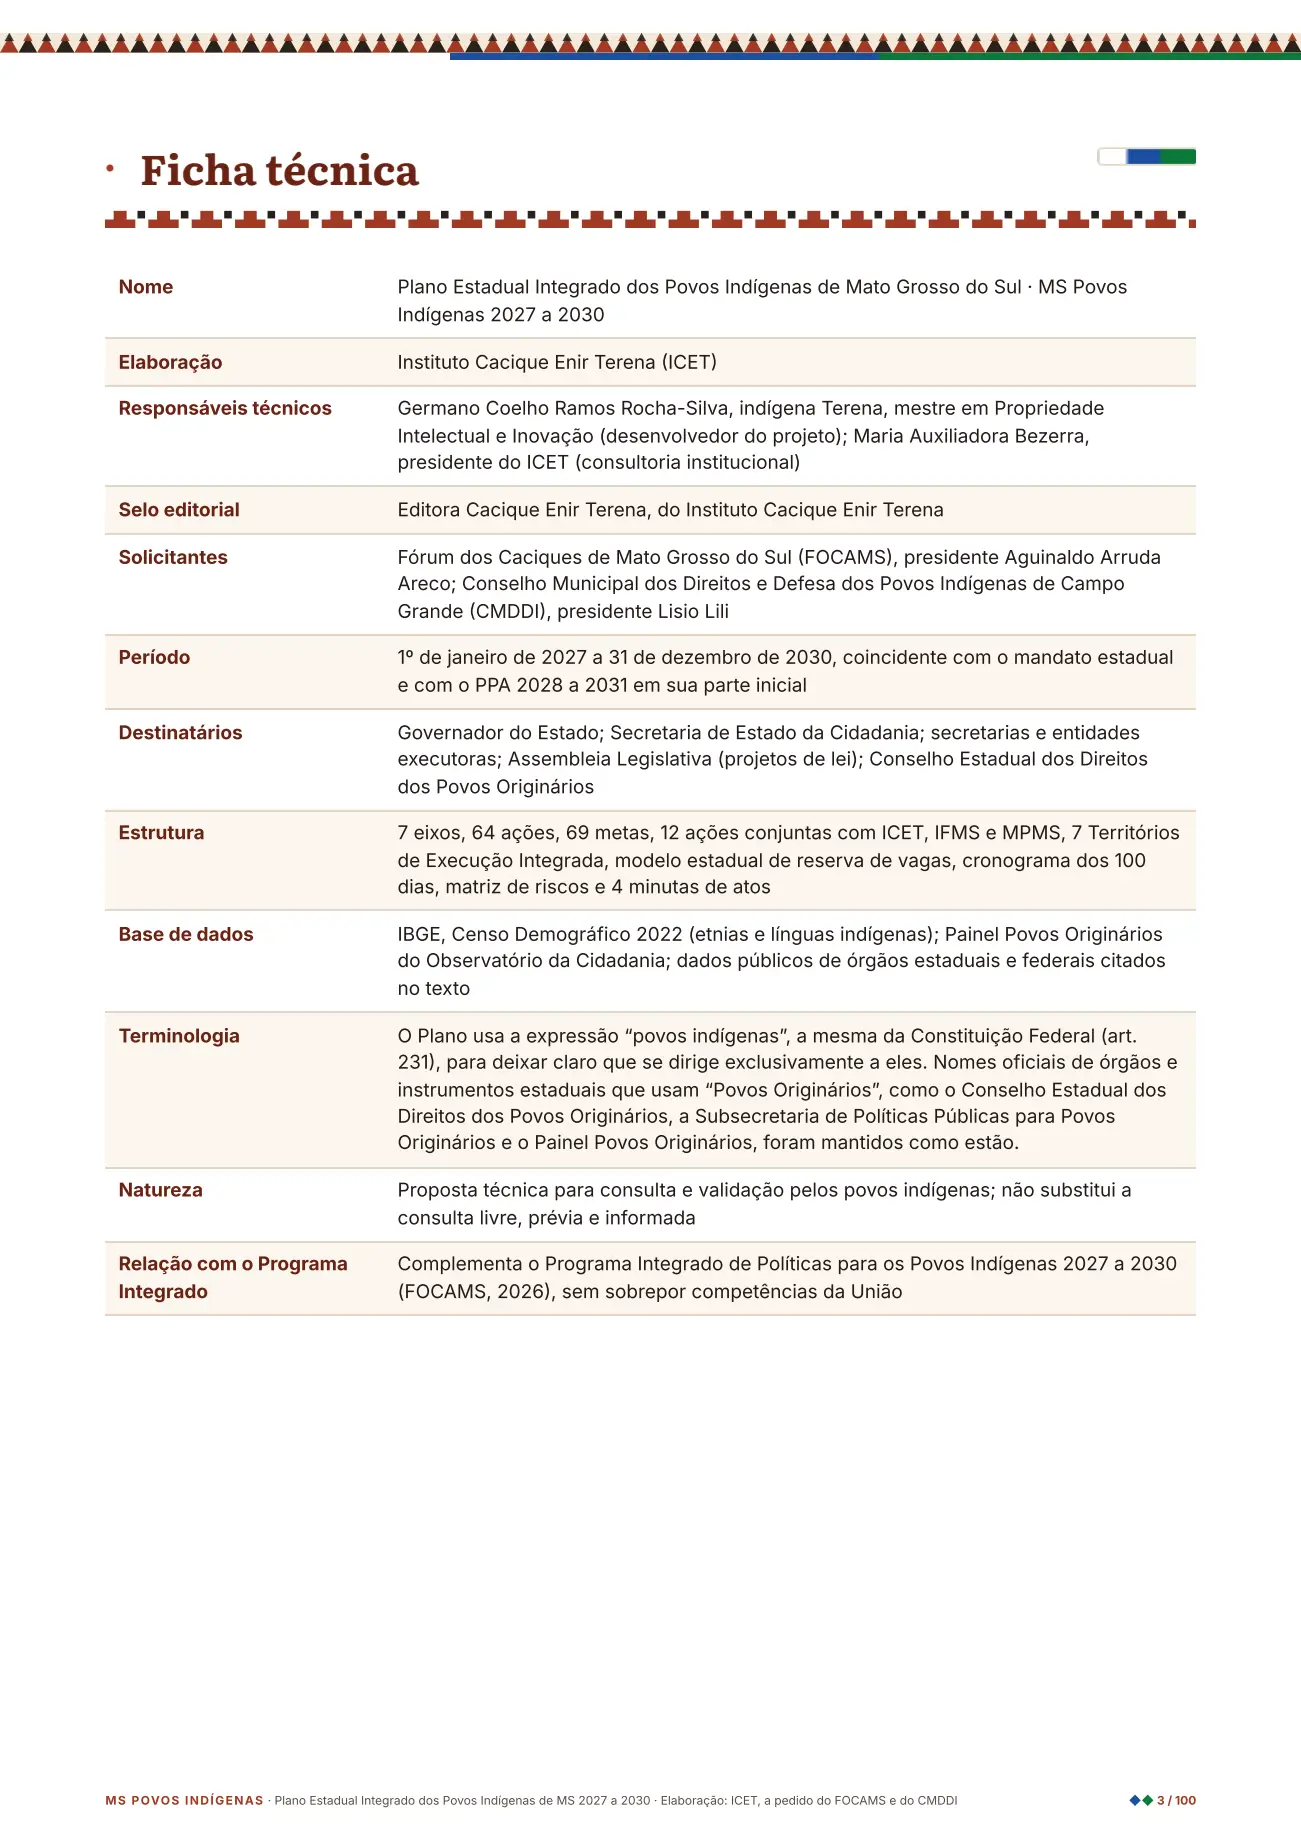 Ficha técnica
Nome
Plano Estadual Integrado dos Povos Indígenas de Mato Grosso do Sul · MS Povos
Indígenas 2027 a 2030
Elaboração
Instituto Cacique Enir Terena (ICET)
Responsáveis técnicos
Germano Coelho Ramos Rocha-Silva, indígena Terena, mestre em Propriedade
Intelectual e Inovação (desenvolvedor do projeto); Maria Auxiliadora Bezerra,
presidente do ICET (consultoria institucional)
Selo editorial
Editora Cacique Enir Terena, do Instituto Cacique Enir Terena
Solicitantes
Fórum dos Caciques de Mato Grosso do Sul (FOCAMS), presidente Aguinaldo Arruda
Areco; Conselho Municipal dos Direitos e Defesa dos Povos Indígenas de Campo
Grande (CMDDI), presidente Lisio Lili
Período
1º de janeiro de 2027 a 31 de dezembro de 2030, coincidente com o mandato estadual
e com o PPA 2028 a 2031 em sua parte inicial
Destinatários
Governador do Estado; Secretaria de Estado da Cidadania; secretarias e entidades
executoras; Assembleia Legislativa (projetos de lei); Conselho Estadual dos Direitos
dos Povos Originários
Estrutura
7 eixos, 64 ações, 69 metas, 12 ações conjuntas com ICET, IFMS e MPMS, 7 Territórios
de Execução Integrada, modelo estadual de reserva de vagas, cronograma dos 100
dias, matriz de riscos e 4 minutas de atos
Base de dados
IBGE, Censo Demográfico 2022 (etnias e línguas indígenas); Painel Povos Originários
do Observatório da Cidadania; dados públicos de órgãos estaduais e federais citados
no texto
Terminologia
O Plano usa a expressão “povos indígenas”, a mesma da Constituição Federal (art.
231), para deixar claro que se dirige exclusivamente a eles. Nomes oficiais de órgãos e
instrumentos estaduais que usam “Povos Originários”, como o Conselho Estadual dos
Direitos dos Povos Originários, a Subsecretaria de Políticas Públicas para Povos
Originários e o Painel Povos Originários, foram mantidos como estão.
Natureza
Proposta técnica para consulta e validação pelos povos indígenas; não substitui a
consulta livre, prévia e informada
Relação com o Programa
Integrado
Complementa o Programa Integrado de Políticas para os Povos Indígenas 2027 a 2030
(FOCAMS, 2026), sem sobrepor competências da União
MS POVOS INDÍGENAS · Plano Estadual Integrado dos Povos Indígenas de MS 2027 a 2030 · Elaboração: ICET, a pedido do FOCAMS e do CMDDI
3 / 100